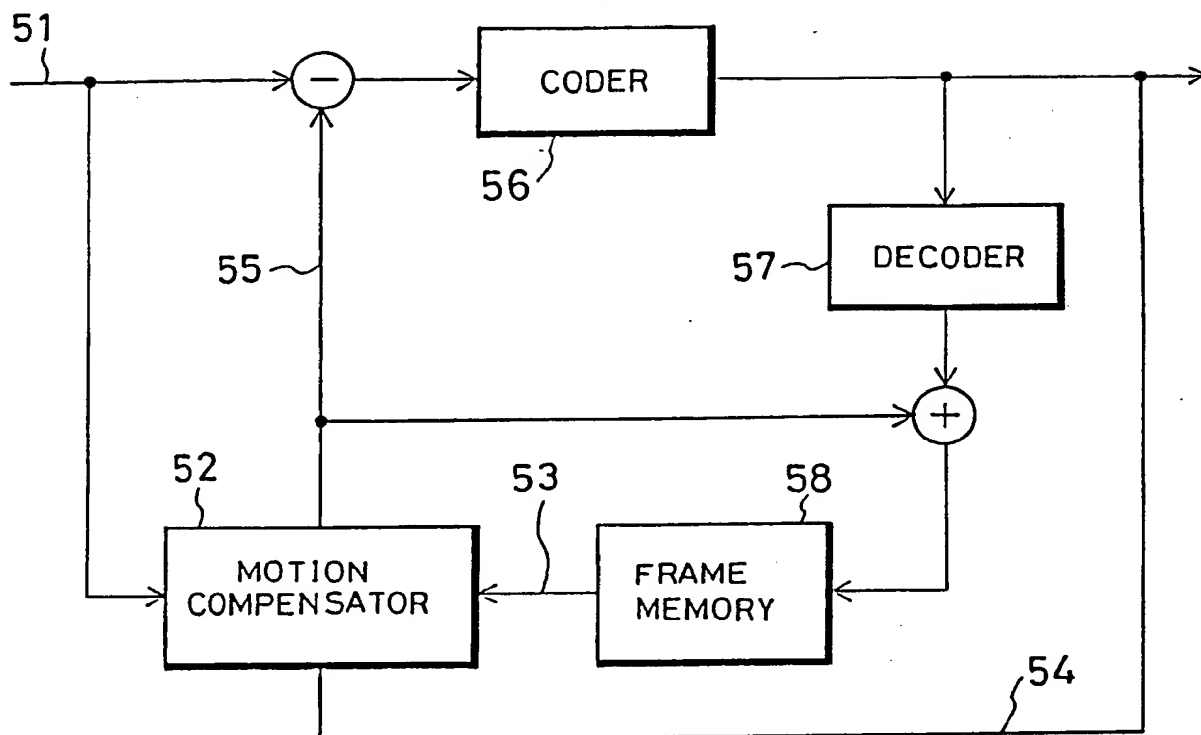 51
−
CODER
56
55
57
DECODER
+
52
53
58
MOTION
COMPENSATOR
FRAME
MEMORY
54